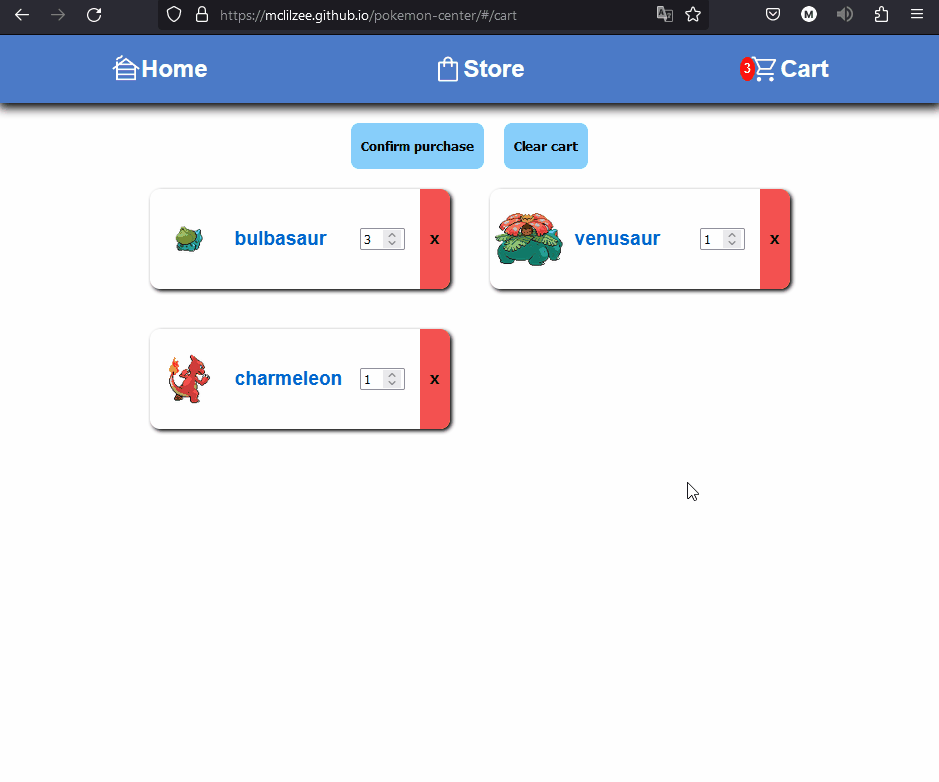 https://mclilzee.github.io/pokemon-center/#/cart
M
Home
Store
3
Cart
Confirm purchase
Clear cart
bulbasaur
3
x
venusaur
1
x
charmeleon
1
x